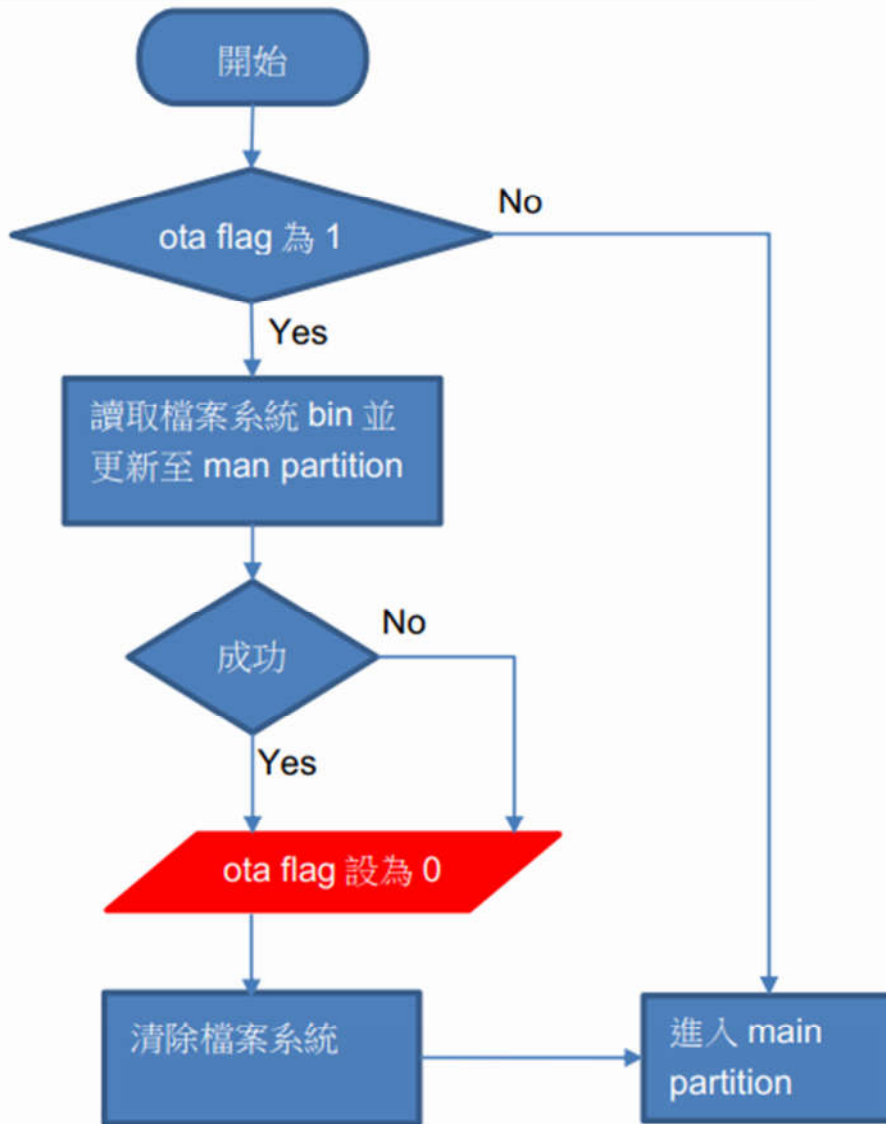 開始
ota flag 為 1
No
Yes
讀取檔案系統 bin 並
更新至 man partition
成功
No
Yes
ota flag 設為 0
清除檔案系統
進入 main
partition